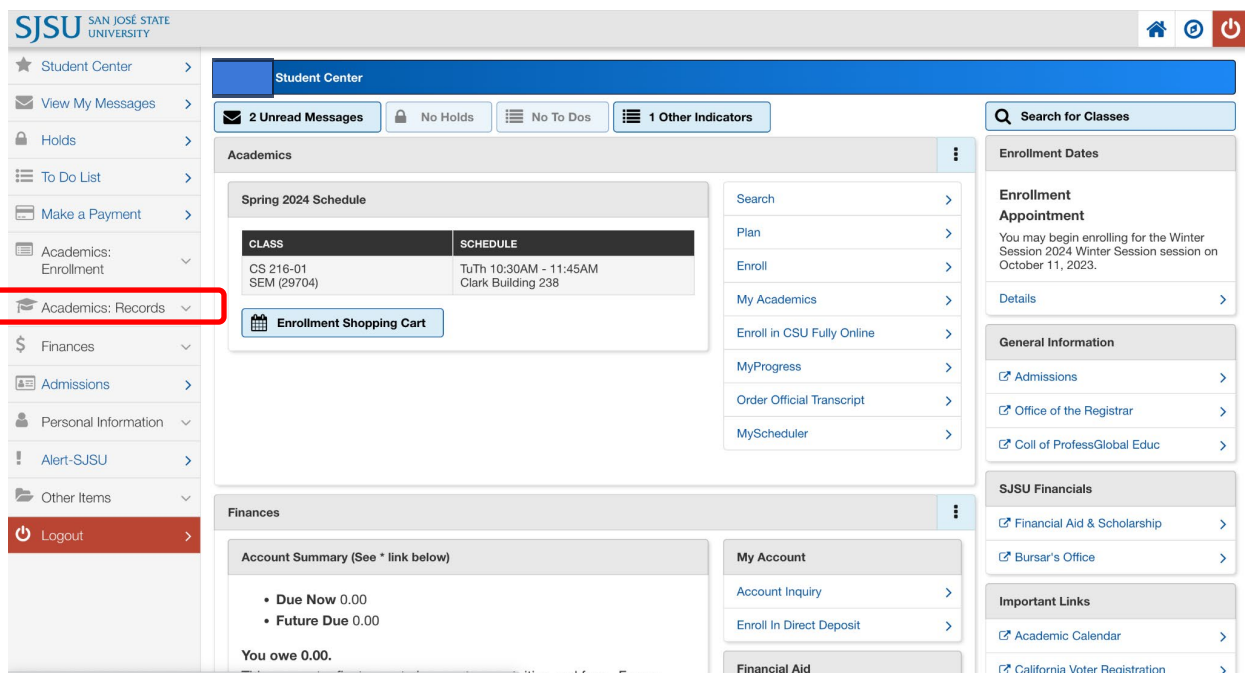 SJSU SAN JOSÉ STATE
UNIVERSITY
Student Center
View My Messages
Holds
To Do List
Make a Payment
Academics:
Enrollment
Academics: Records
Finances
Admissions
Personal Information
Alert-SJSU
Other Items
Logout
Student Center
2 Unread Messages
No Holds
No To Dos
1 Other Indicators
Academics
Spring 2024 Schedule
CLASS SCHEDULE
CS 216-01 TuTh 10:30AM - 11:45AM
SEM (29704) Clark Building 238
Enrollment Shopping Cart
Search
Plan
Enroll
My Academics
Enroll in CSU Fully Online
MyProgress
Order Official Transcript
MyScheduler
Finances
Account Summary (See * link below)
• Due Now 0.00
• Future Due 0.00
You owe 0.00.
My Account
Account Inquiry
Enroll In Direct Deposit
Financial Aid
Search for Classes
Enrollment Dates
Enrollment
Appointment
You may begin enrolling for the Winter
Session 2024 Winter Session session on
October 11, 2023.
Details
General Information
Admissions
Office of the Registrar
Coll of ProfessGlobal Educ
SJSU Financials
Financial Aid & Scholarship
Bursar's Office
Important Links
Academic Calendar
California Voter Registration